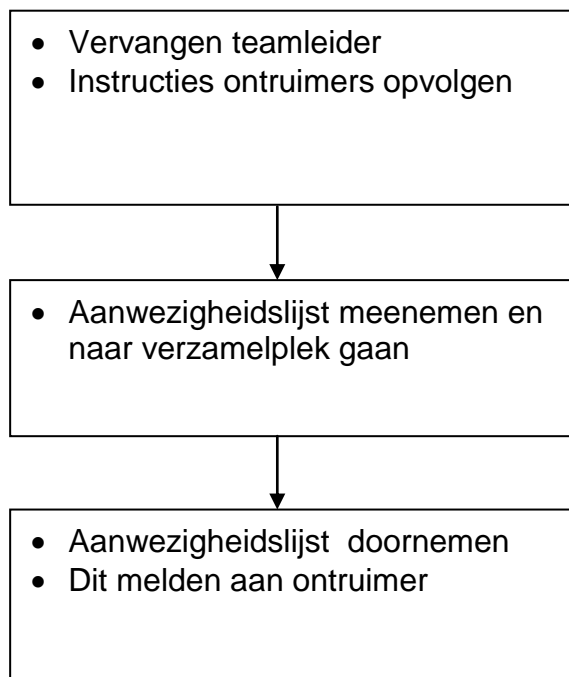 • Vervangen teamleider
• Instructies ontruimers opvolgen
• Aanwezigheidslijst meenemen en
naar verzamelplek gaan
• Aanwezigheidslijst  doornemen
• Dit melden aan ontruimer